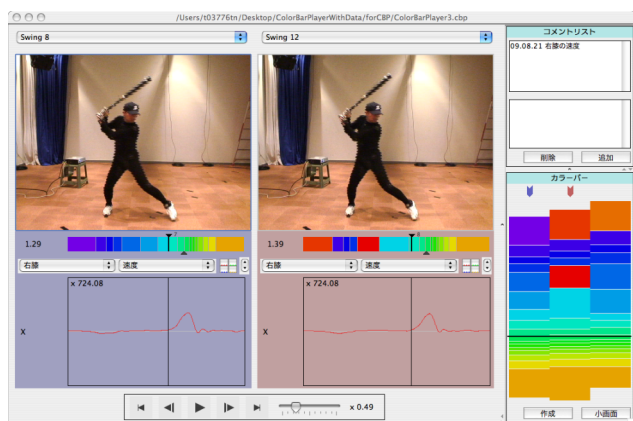 /Users/t03776tn/Desktop/ColorBarPlayerWithData/forCBP/ColorBarPlayer3.cbp
Swing 8
Swing 12
コメントリスト
09.08.21 右膝の速度
削除
追加
カラーバー
1.29
7
1.39
8
右膝
速度
右膝
速度
x 724.08
x 724.08
X
X
x 0.49
作成
小画面